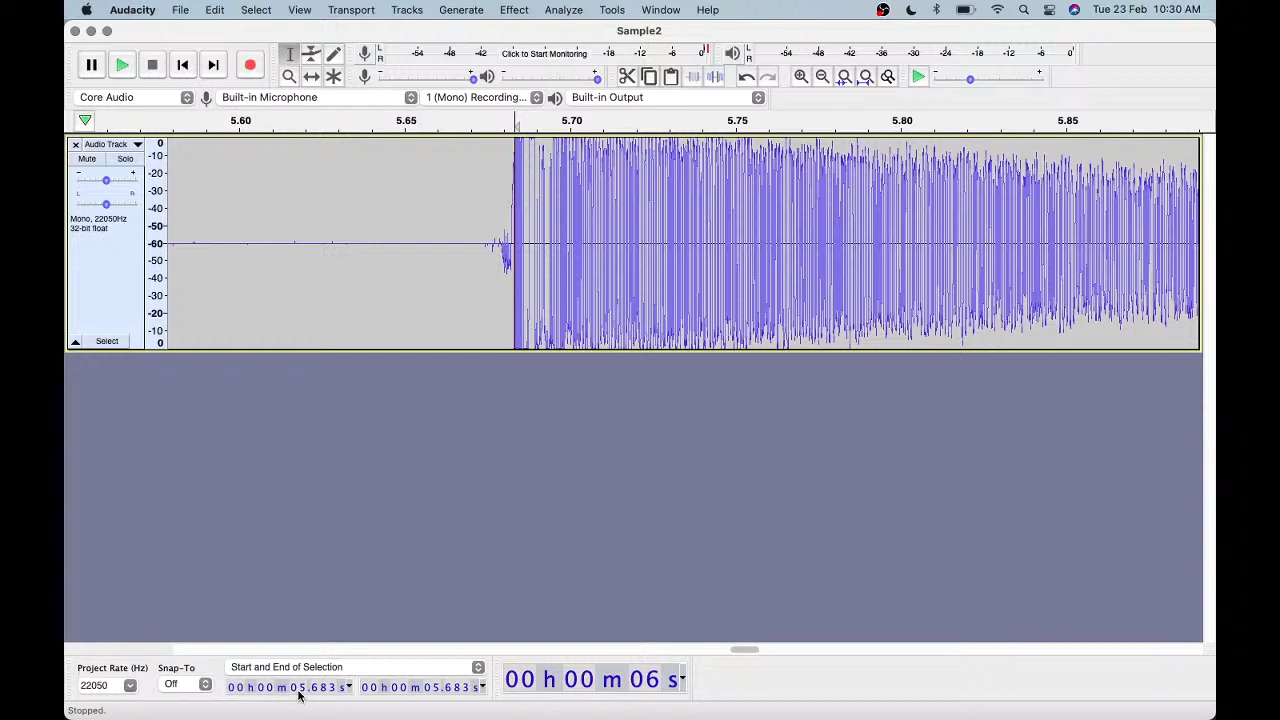 Audacity File Edit Select View Transport Tracks Generate Effect Analyze Tools Window Help Tue 23 Feb 10:30 AM
Sample2
L R -54 -48 -42 Click to Start Monitoring -18 -12 -6 0 L R -54 -48 -42 -36 -30 -24 -18 -12 -6 0
- + - + - +
Core Audio Built-in Microphone 1 (Mono) Recording... Built-in Output
5.60 5.65 5.70 5.75 5.80 5.85
Audio Track
Mute Solo
- +
L R
Mono, 22050Hz
32-bit float
Select
0
-10
-20
-30
-40
-50
-60
-50
-40
-30
-20
-10
0
Project Rate (Hz) Snap-To Start and End of Selection
22050 Off 00 h 00 m 05.683 s 00 h 00 m 05.683 s 00 h 00 m 06 s
Stopped.